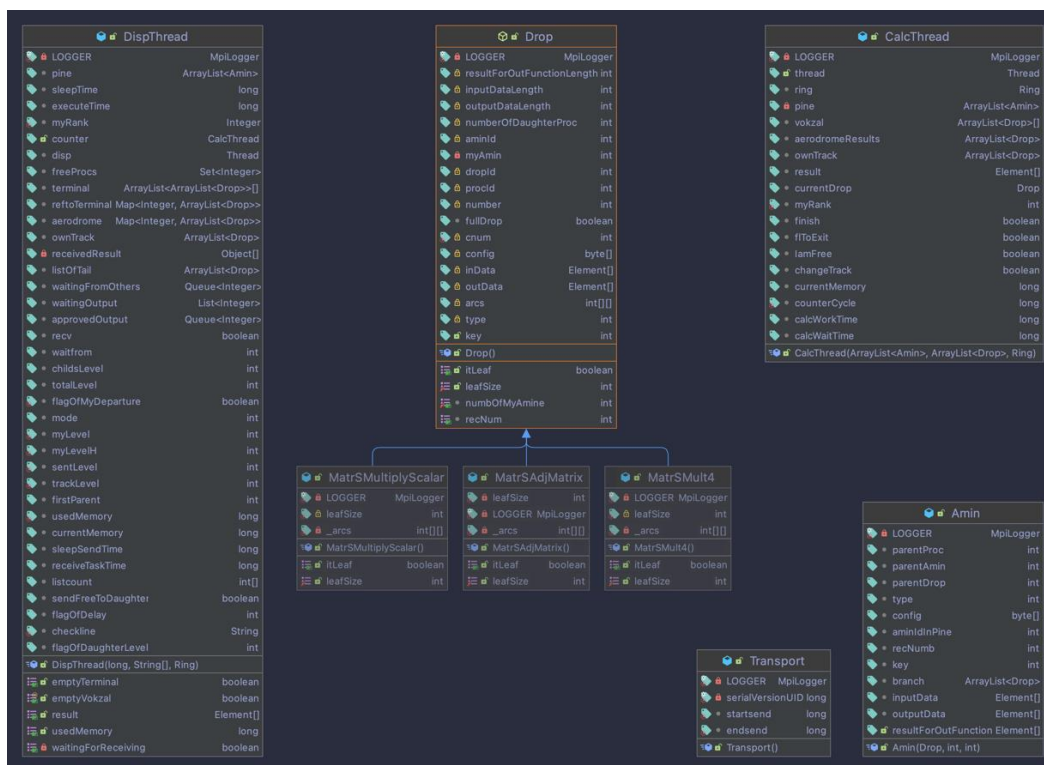 DispThread
LOGGER MpiLogger
pine ArrayList<Amin>
sleepTime long
executeTime long
myRank Integer
counter CalcThread
disp Thread
freeProcs Set<Integer>
terminal ArrayList<ArrayList<Drop>>[]
reftoTerminal Map<Integer, ArrayList<Drop>>
aerodrome Map<Integer, ArrayList<Drop>>
ownTrack ArrayList<Drop>
receivedResult Object[]
listOfTail ArrayList<Drop>
waitingFromOthers Queue<Integer>
waitingOutput List<Integer>
approvedOutput Queue<Integer>
recv boolean
waitfrom int
childsLevel int
totalLevel int
flagOfMyDeparture boolean
mode int
myLevel int
myLevelH int
sentLevel int
trackLevel int
firstParent int
usedMemory long
currentMemory long
sleepSendTime long
receiveTaskTime long
listcount int[]
sendFreeToDaughter boolean
flagOfDelay int
checkline String
flagOfDaughterLevel int
DispThread(long, String[], Ring)
emptyTerminal boolean
emptyVokzal boolean
result Element[]
usedMemory long
waitingForReceiving boolean
Drop
LOGGER MpiLogger
resultForOutFunctionLength int
inputDataLength int
outputDataLength int
numberOfDaughterProc int
aminId int
myAmin int
dropId int
procId int
number int
fullDrop boolean
cnum int
config byte[]
inData Element[]
outData Element[]
arcs int[][]
type int
key int
Drop()
itLeaf boolean
leafSize int
numbOfMyAmine int
recNum int
CalcThread
LOGGER MpiLogger
thread Thread
ring Ring
pine ArrayList<Amin>
vokzal ArrayList<Drop>[]
aerodromeResults ArrayList<Drop>
ownTrack ArrayList<Drop>
result Element[]
currentDrop Drop
myRank int
finish boolean
flToExit boolean
IamFree boolean
changeTrack boolean
currentMemory long
counterCycle long
calcWorkTime long
calcWaitTime long
CalcThread(ArrayList<Amin>, ArrayList<Drop>, Ring)
MatrSMultiplyScalar
LOGGER MpiLogger
leafSize int
_arcs int[][]
MatrSMultiplyScalar()
itLeaf boolean
leafSize int
MatrSAdjMatrix
leafSize int
LOGGER MpiLogger
_arcs int[][]
MatrSAdjMatrix()
itLeaf boolean
leafSize int
MatrSMult4
LOGGER MpiLogger
leafSize int
_arcs int[][]
MatrSMult4()
itLeaf boolean
leafSize int
Transport
LOGGER MpiLogger
serialVersionUID long
startsend long
endsend long
Transport()
Amin
LOGGER MpiLogger
parentProc int
parentAmin int
parentDrop int
type int
config byte[]
aminIdInPine int
recNumb int
key int
branch ArrayList<Drop>
inputData Element[]
outputData Element[]
resultForOutFunction Element[]
Amin(Drop, int, int)